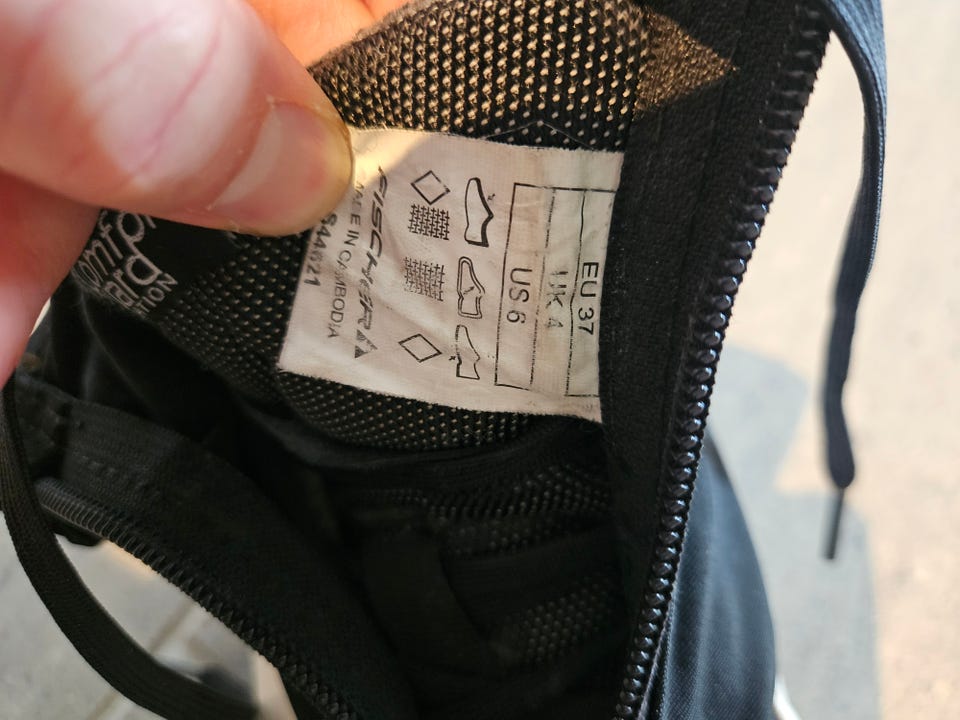 EU 37
UK 4
US 6
FISCHER
MADE IN CAMBODIA